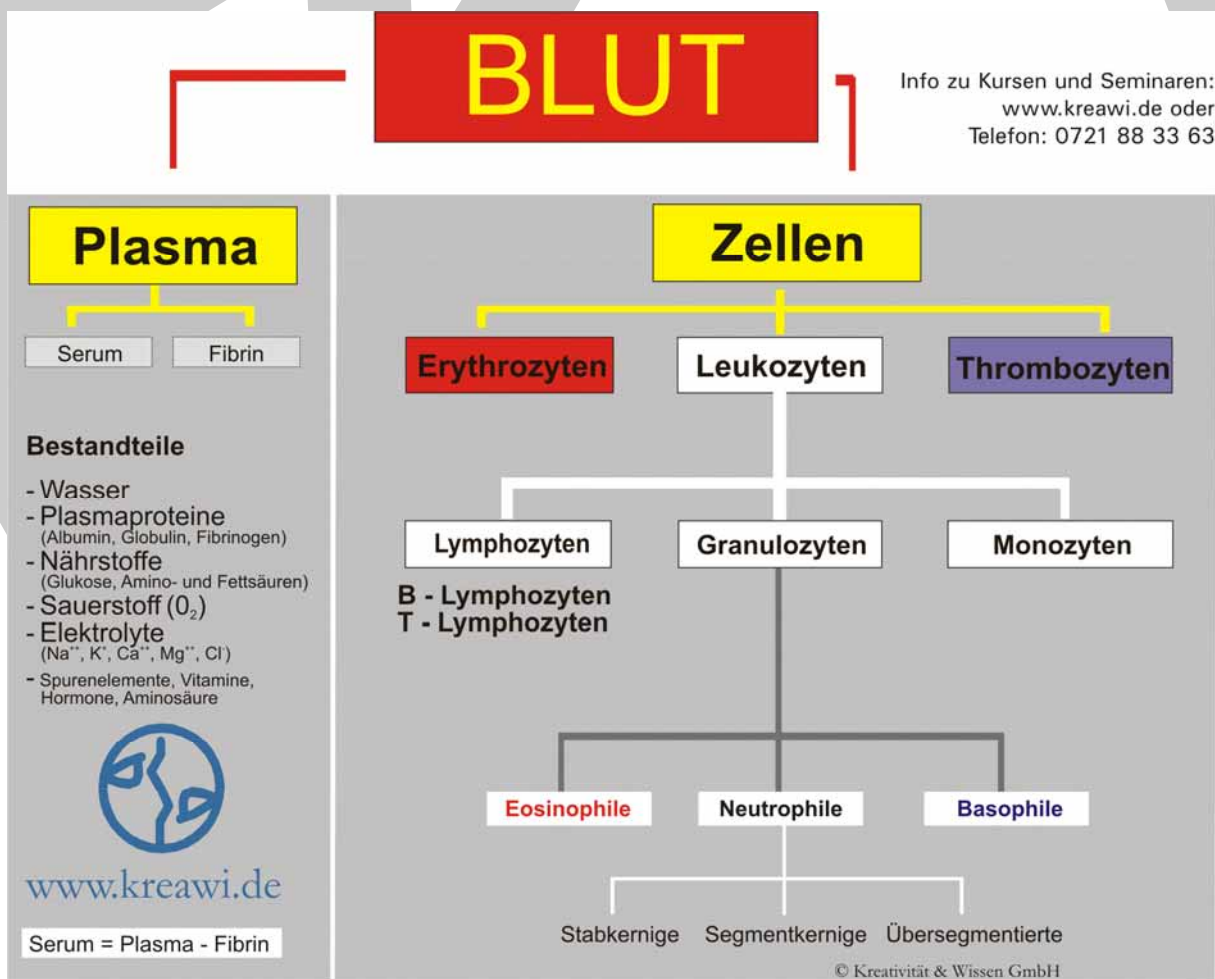 BLUT
Info zu Kursen und Seminaren:
www.kreawi.de oder
Telefon: 0721 88 33 63
Plasma
Serum
Fibrin
Bestandteile
- Wasser
- Plasmaproteine
(Albumin, Globulin, Fibrinogen)
- Nährstoffe
(Glukose, Amino- und Fettsäuren)
- Sauerstoff (0₂)
- Elektrolyte
(Na⁺⁺, K⁺, Ca⁺⁺, Mg⁺⁺, Cl⁻)
- Spurenelemente, Vitamine,
Hormone, Aminosäure
www.kreawi.de
Serum = Plasma - Fibrin
Zellen
Erythrozyten
Leukozyten
Thrombozyten
Lymphozyten
Granulozyten
Monozyten
B - Lymphozyten
T - Lymphozyten
Eosinophile
Neutrophile
Basophile
Stabkernige
Segmentkernige
Übersegmentierte
© Kreativität & Wissen GmbH